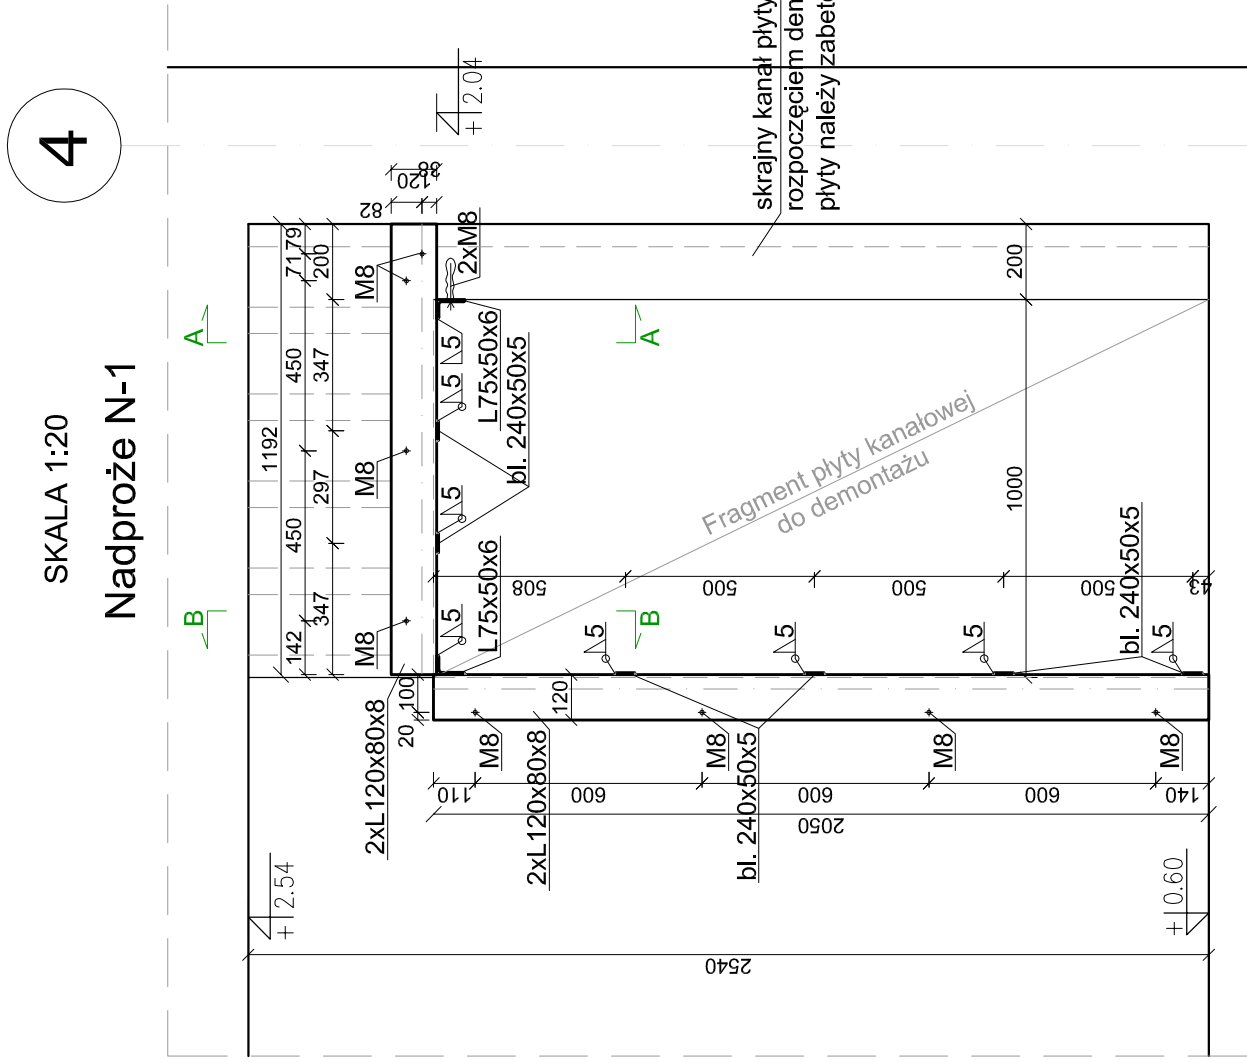 4
SKALA 1:20
Nadproże N-1
+2.04
skrajny kanał płyty
rozpoczęciem
płyty należy
1192
142
450
450
71
79
347
297
347
200
82
120
38
M8
M8
M8
2xM8
A
A
B
B
5
5
5
5
L75x50x6
bl. 240x50x5
L75x50x6
Fragment płyty kanałowej
do demontażu
200
1000
508
500
500
500
43
5
5
5
5
bl. 240x50x5
100
20
120
2xL120x80x8
2xL120x80x8
M8
M8
M8
M8
bl. 240x50x5
110
600
600
600
140
2050
+2.54
+0.60
2540